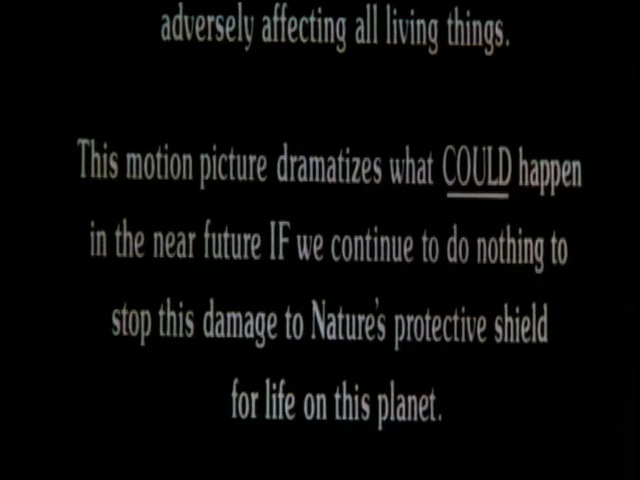 adversely affecting all living things.
This motion picture dramatizes what COULD happen
in the near future IF we continue to do nothing to
stop this damage to Nature's protective shield
for life on this planet.